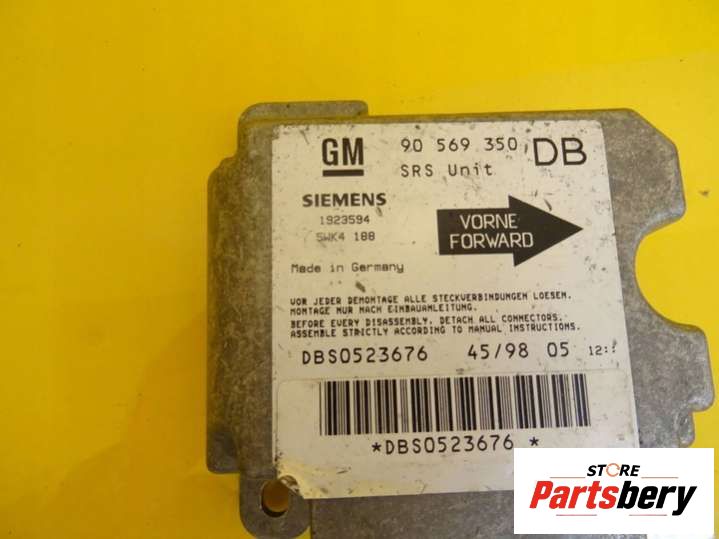 GM
90 569 350 DB
SRS Unit
SIEMENS
1923594
5WK4 188
VORNE
FORWARD
Made in Germany
VOR JEDER DEMONTAGE ALLE STECKVERBINDUNGEN LOESEN.
MONTAGE NUR NACH EINBAUANLEITUNG.
BEFORE EVERY DISASSEMBLY, DETACH ALL CONNECTORS.
ASSEMBLE STRICTLY ACCORDING TO MANUAL INSTRUCTIONS.
DBS0523676 45/98 05 12:
*DBS0523676*
STORE
Partsbery